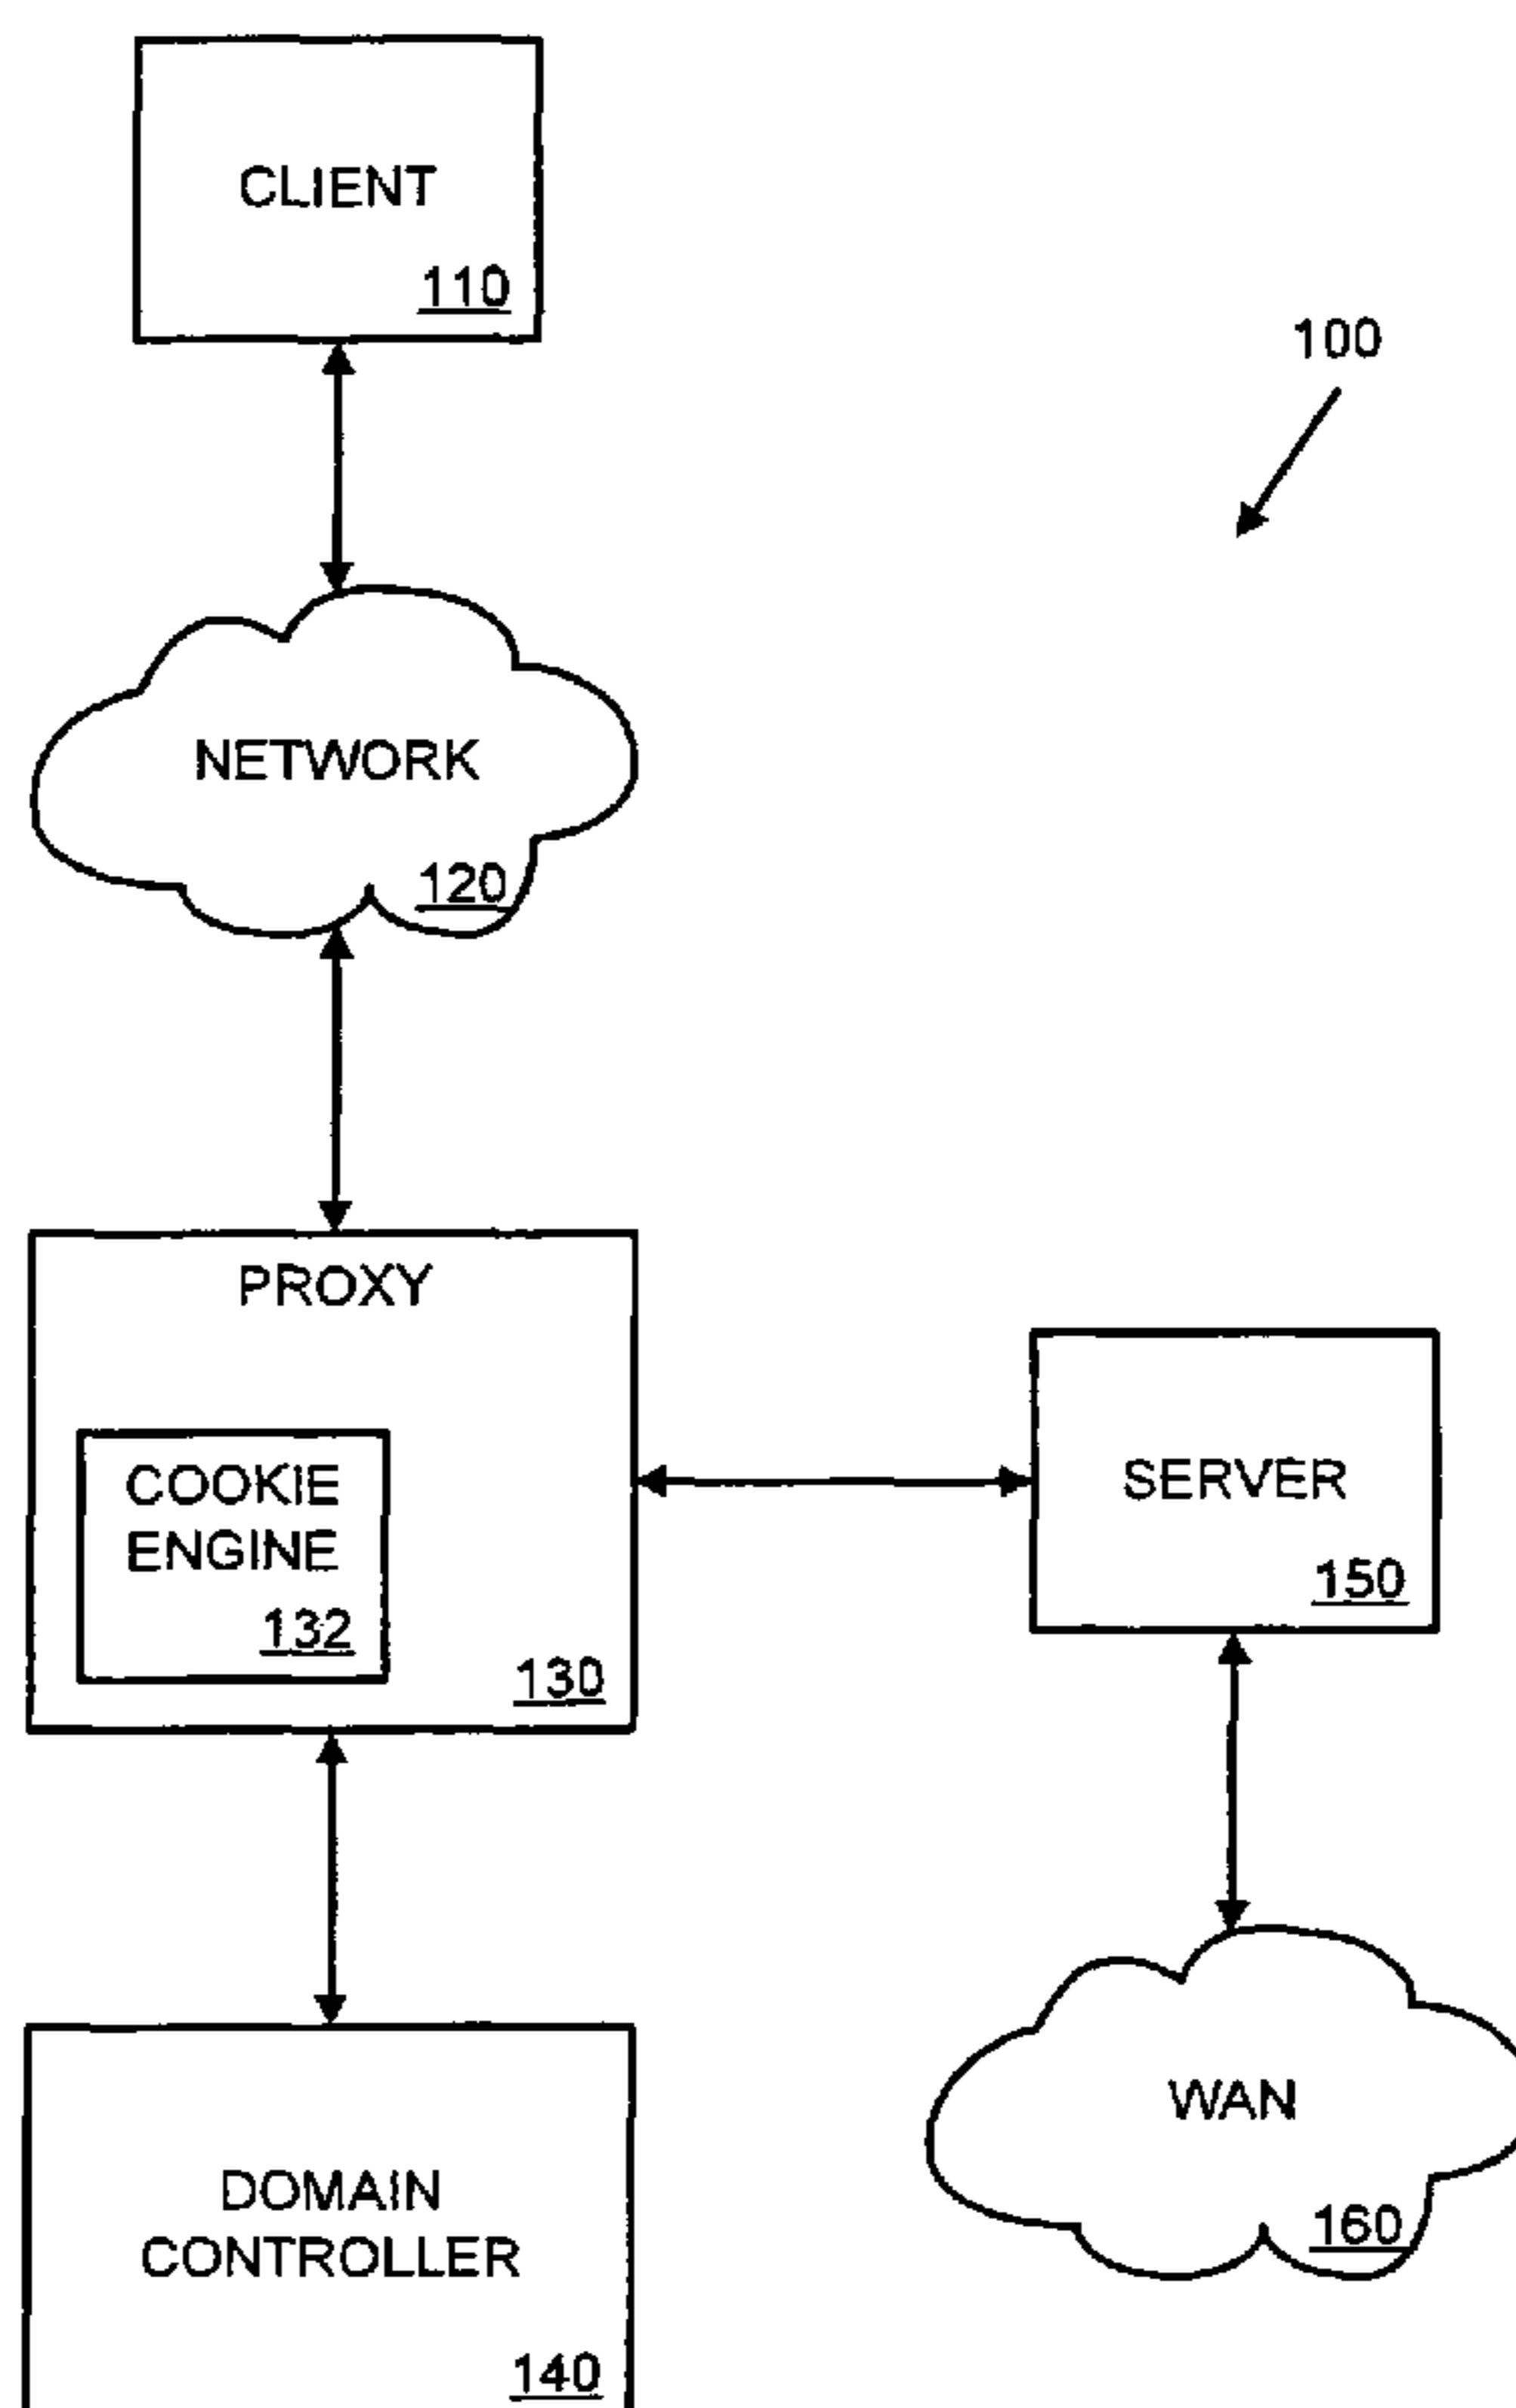 CLIENT
110
100
NETWORK
120
PROXY
COOKIE
ENGINE
132
130
SERVER
150
WAN
160
DOMAIN
CONTROLLER
140